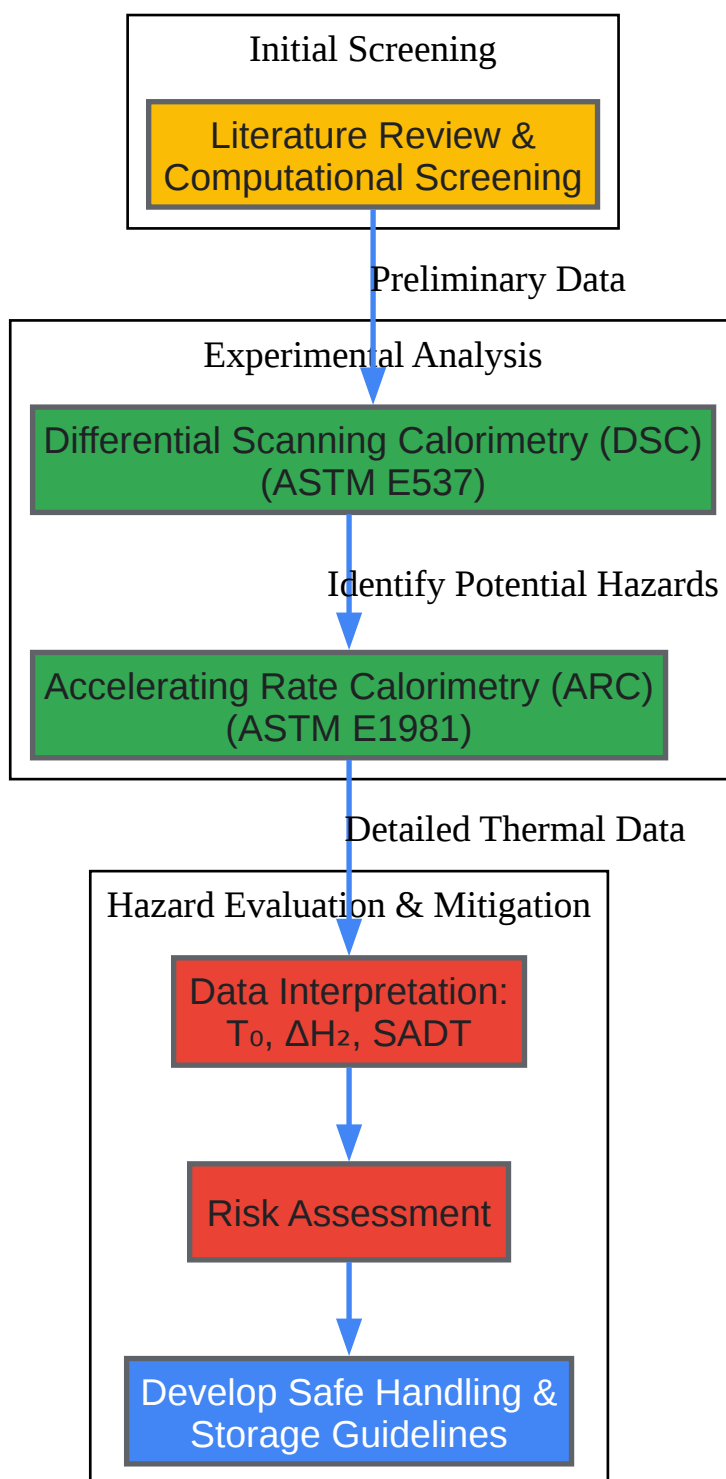 Initial Screening
Literature Review &
Computational Screening
Preliminary Data
Experimental Analysis
Differential Scanning Calorimetry (DSC)
(ASTM E537)
Identify Potential Hazards
Accelerating Rate Calorimetry (ARC)
(ASTM E1981)
Detailed Thermal Data
Hazard Evaluation & Mitigation
Data Interpretation:
T₀, ΔH₂, SADT
Risk Assessment
Develop Safe Handling &
Storage Guidelines